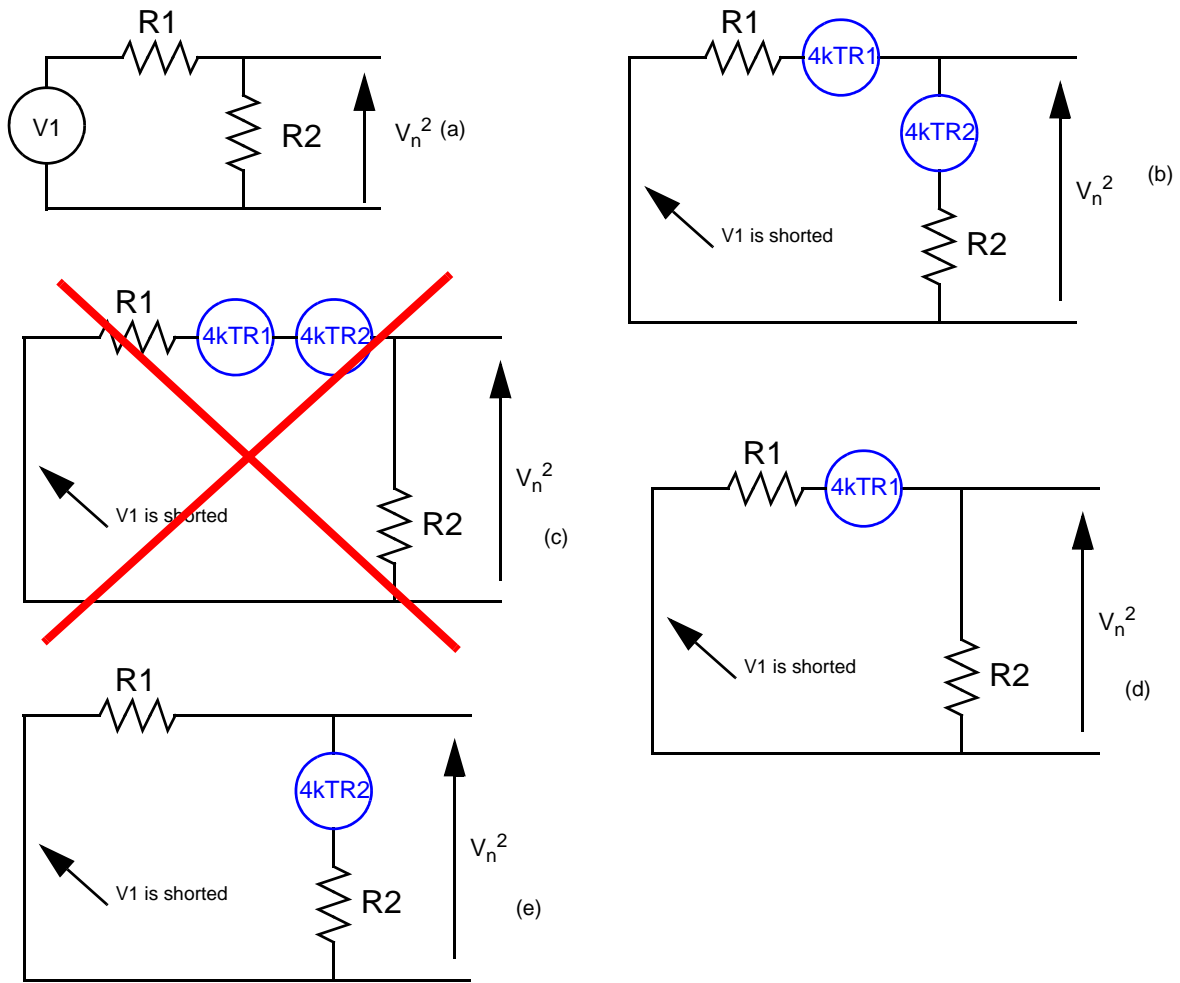 R1
V1
R2
Vn2 (a)
R1
4kTR1
4kTR2
Vn2
(b)
V1 is shorted
R2
R1
4kTR1
4kTR2
Vn2
V1 is shorted
R2
(c)
R1
4kTR1
Vn2
V1 is shorted
R2
(d)
R1
4kTR2
Vn2
V1 is shorted
R2
(e)